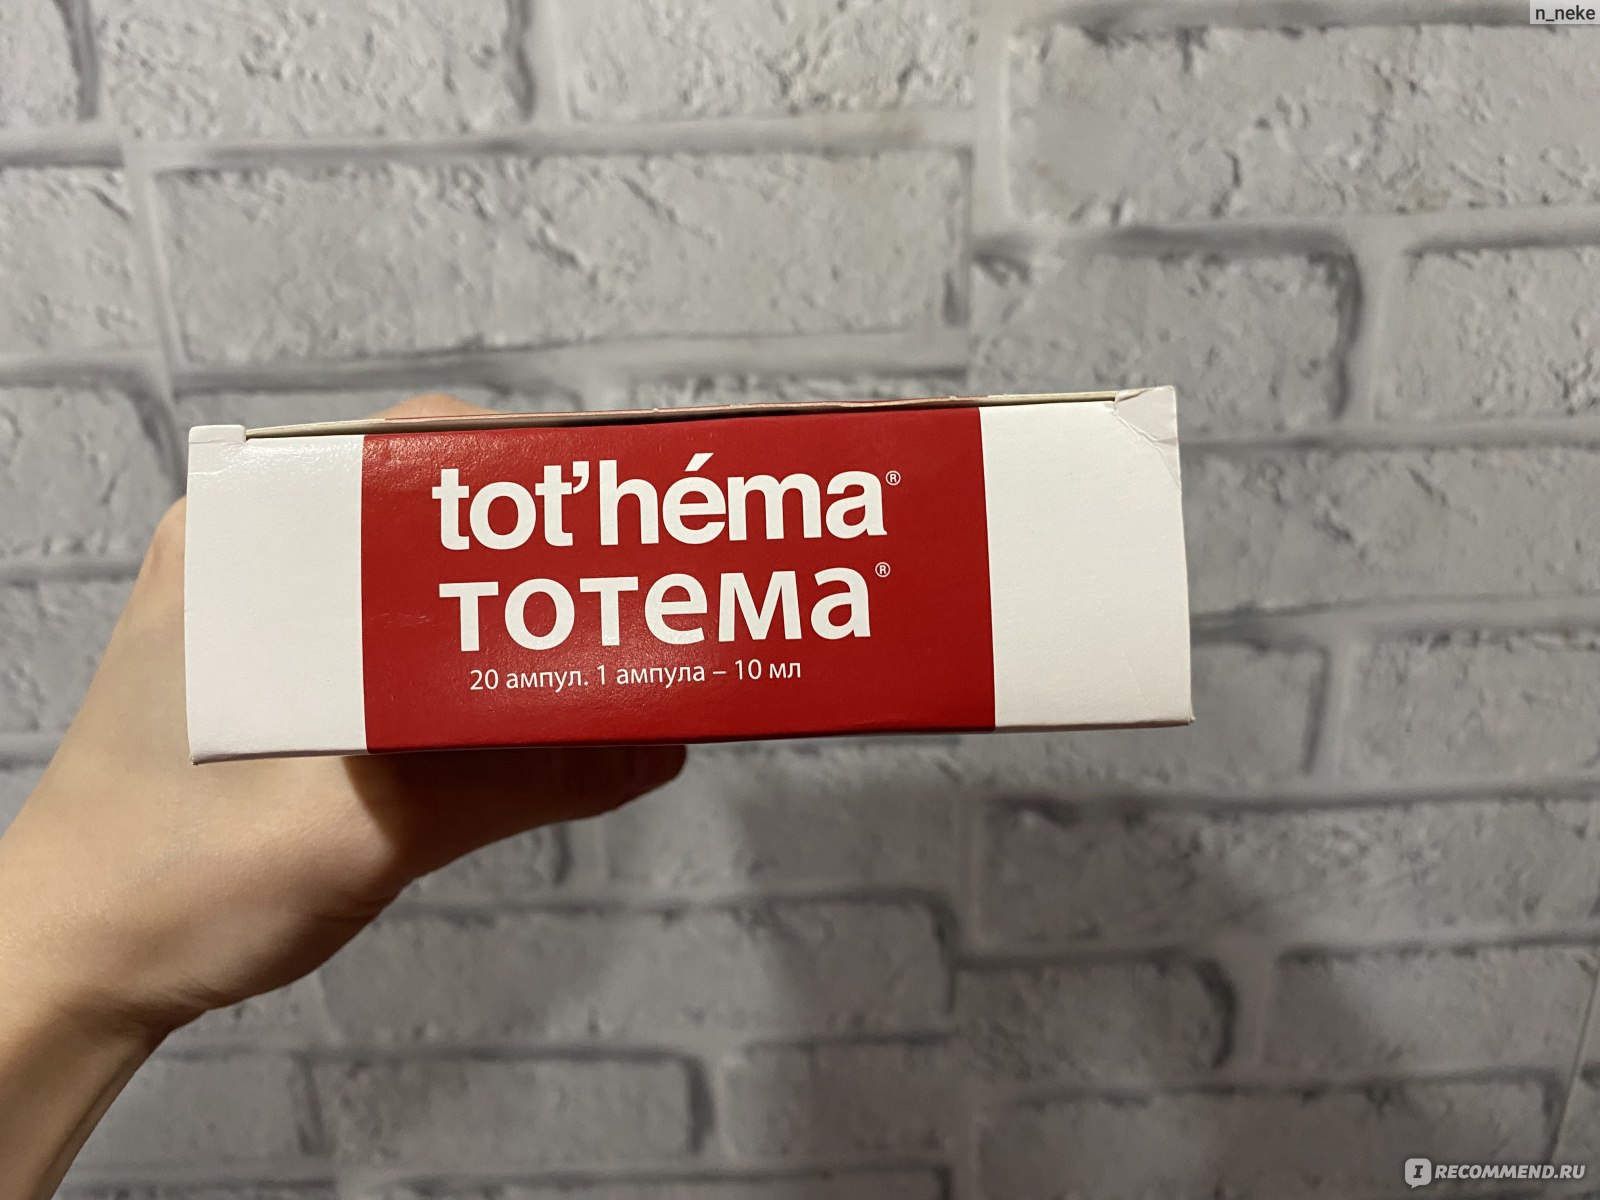 n_neke
tot'héma®
тотема®
20 ампул. 1 ампула – 10 мл
I RECOMMEND.RU